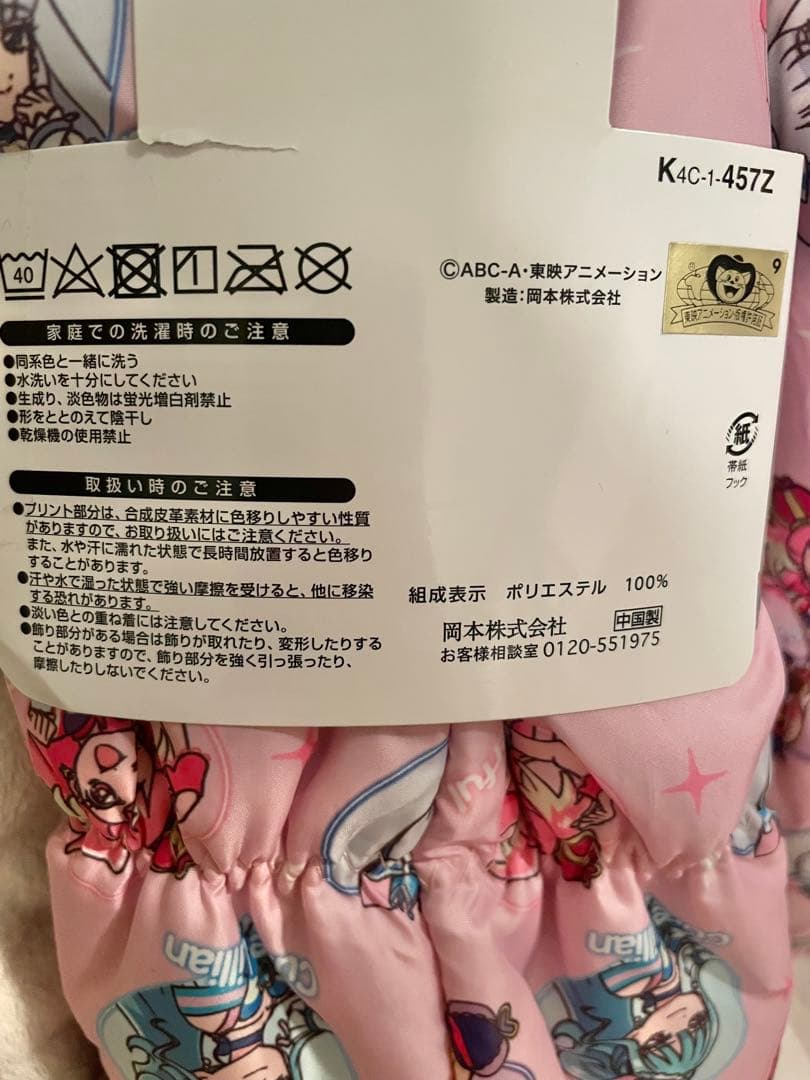 K4C-1-457Z
40
©ABC-A・東映アニメーション
製造：岡本株式会社
9
東映アニメーション・版権許諾証
家庭での洗濯時のご注意
●同系色と一緒に洗う
●水洗いを十分にしてください
●生成り、淡色物は蛍光増白剤禁止
●形をととのえて陰干し
●乾燥機の使用禁止
紙
帯紙
フック
取扱い時のご注意
●プリント部分は、合成皮革素材に色移りしやすい性質
がありますので、お取り扱いにはご注意ください。
また、水や汗に濡れた状態で長時間放置すると色移り
することがあります。
●汗や水で湿った状態で強い摩擦を受けると、他に移染
する恐れがあります。
●淡い色との重ね着には注意してください。
●飾り部分がある場合は飾りが取れたり、変形したりする
ことがありますので、飾り部分を強く引っ張ったり、
摩擦したりしないでください。
組成表示 ポリエステル 100%
岡本株式会社 中国製
お客様相談室 0120-551975